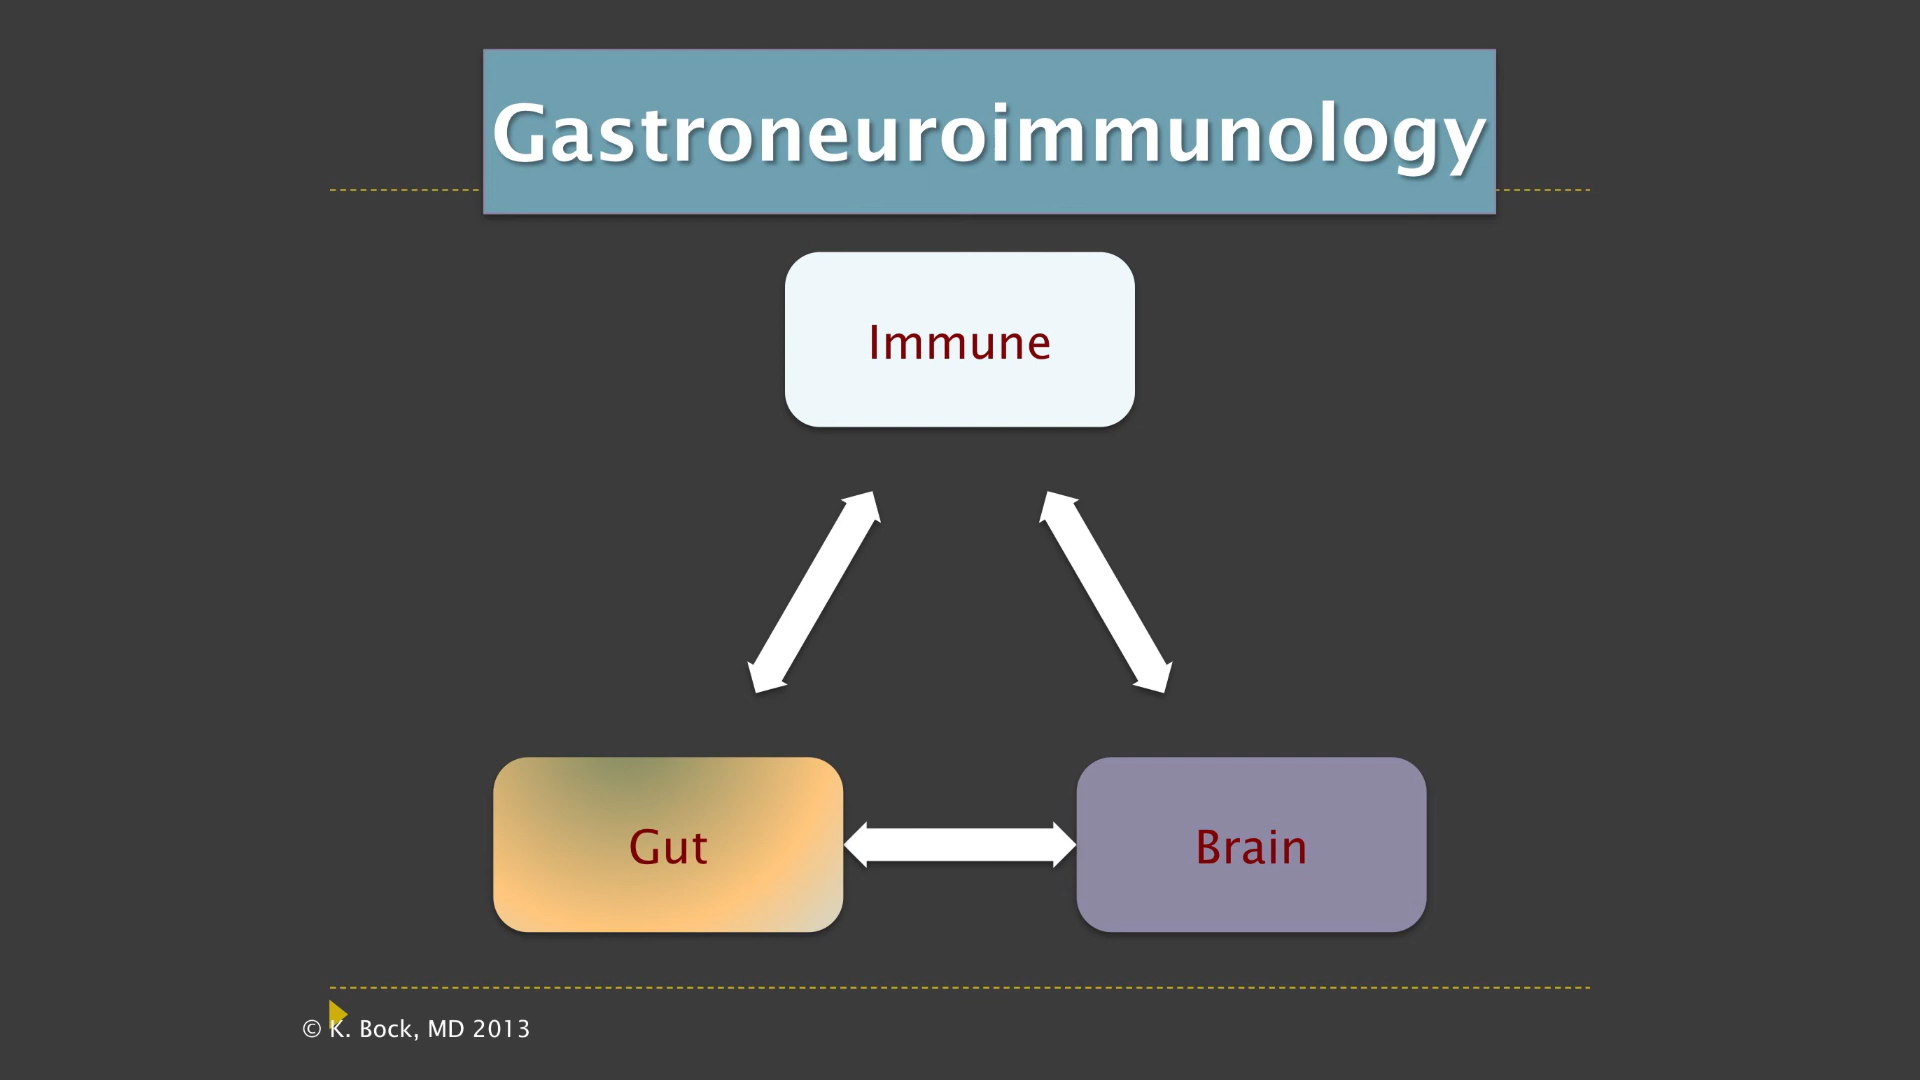 Gastroneuroimmunology
Immune
Gut
Brain
© K. Bock, MD 2013